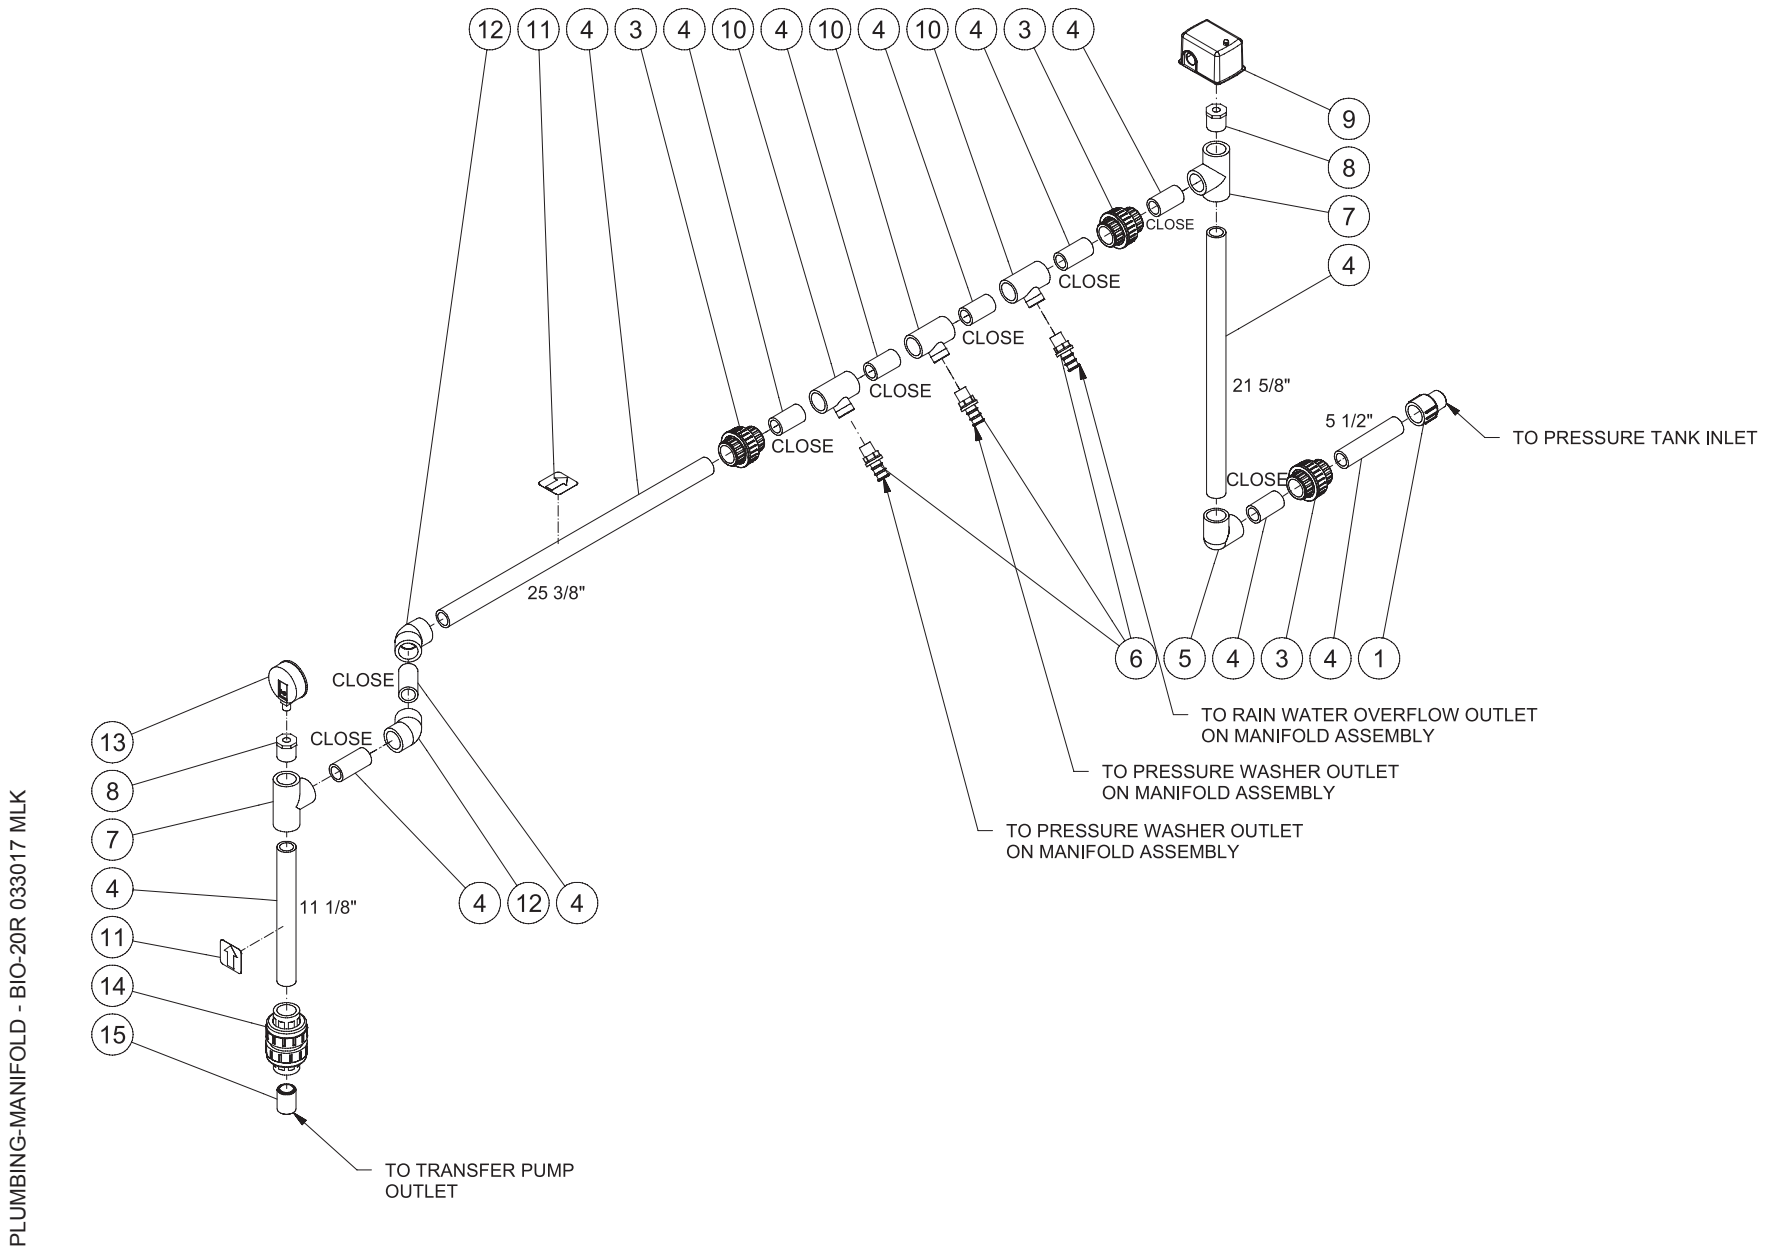 12 11 4 3 4 10 4 10 4 10 4 3 4
9
8
7
4
CLOSE
CLOSE
CLOSE
CLOSE
CLOSE
21 5/8"
5 1/2"
TO PRESSURE TANK INLET
CLOSE
25 3/8"
6 5 4 3 4 1
CLOSE
CLOSE
TO RAIN WATER OVERFLOW OUTLET
ON MANIFOLD ASSEMBLY
TO PRESSURE WASHER OUTLET
ON MANIFOLD ASSEMBLY
TO PRESSURE WASHER OUTLET
ON MANIFOLD ASSEMBLY
13
8
7
4
11
14
15
11 1/8"
4 12 4
TO TRANSFER PUMP
OUTLET
PLUMBING-MANIFOLD - BIO-20R 033017 MLK